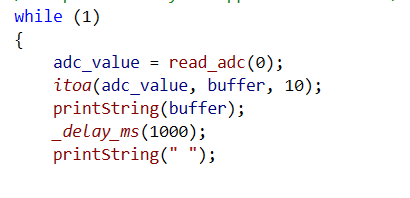 while (1)
{
adc_value = read_adc(0);
itoa(adc_value, buffer, 10);
printString(buffer);
_delay_ms(1000);
printString(" ");